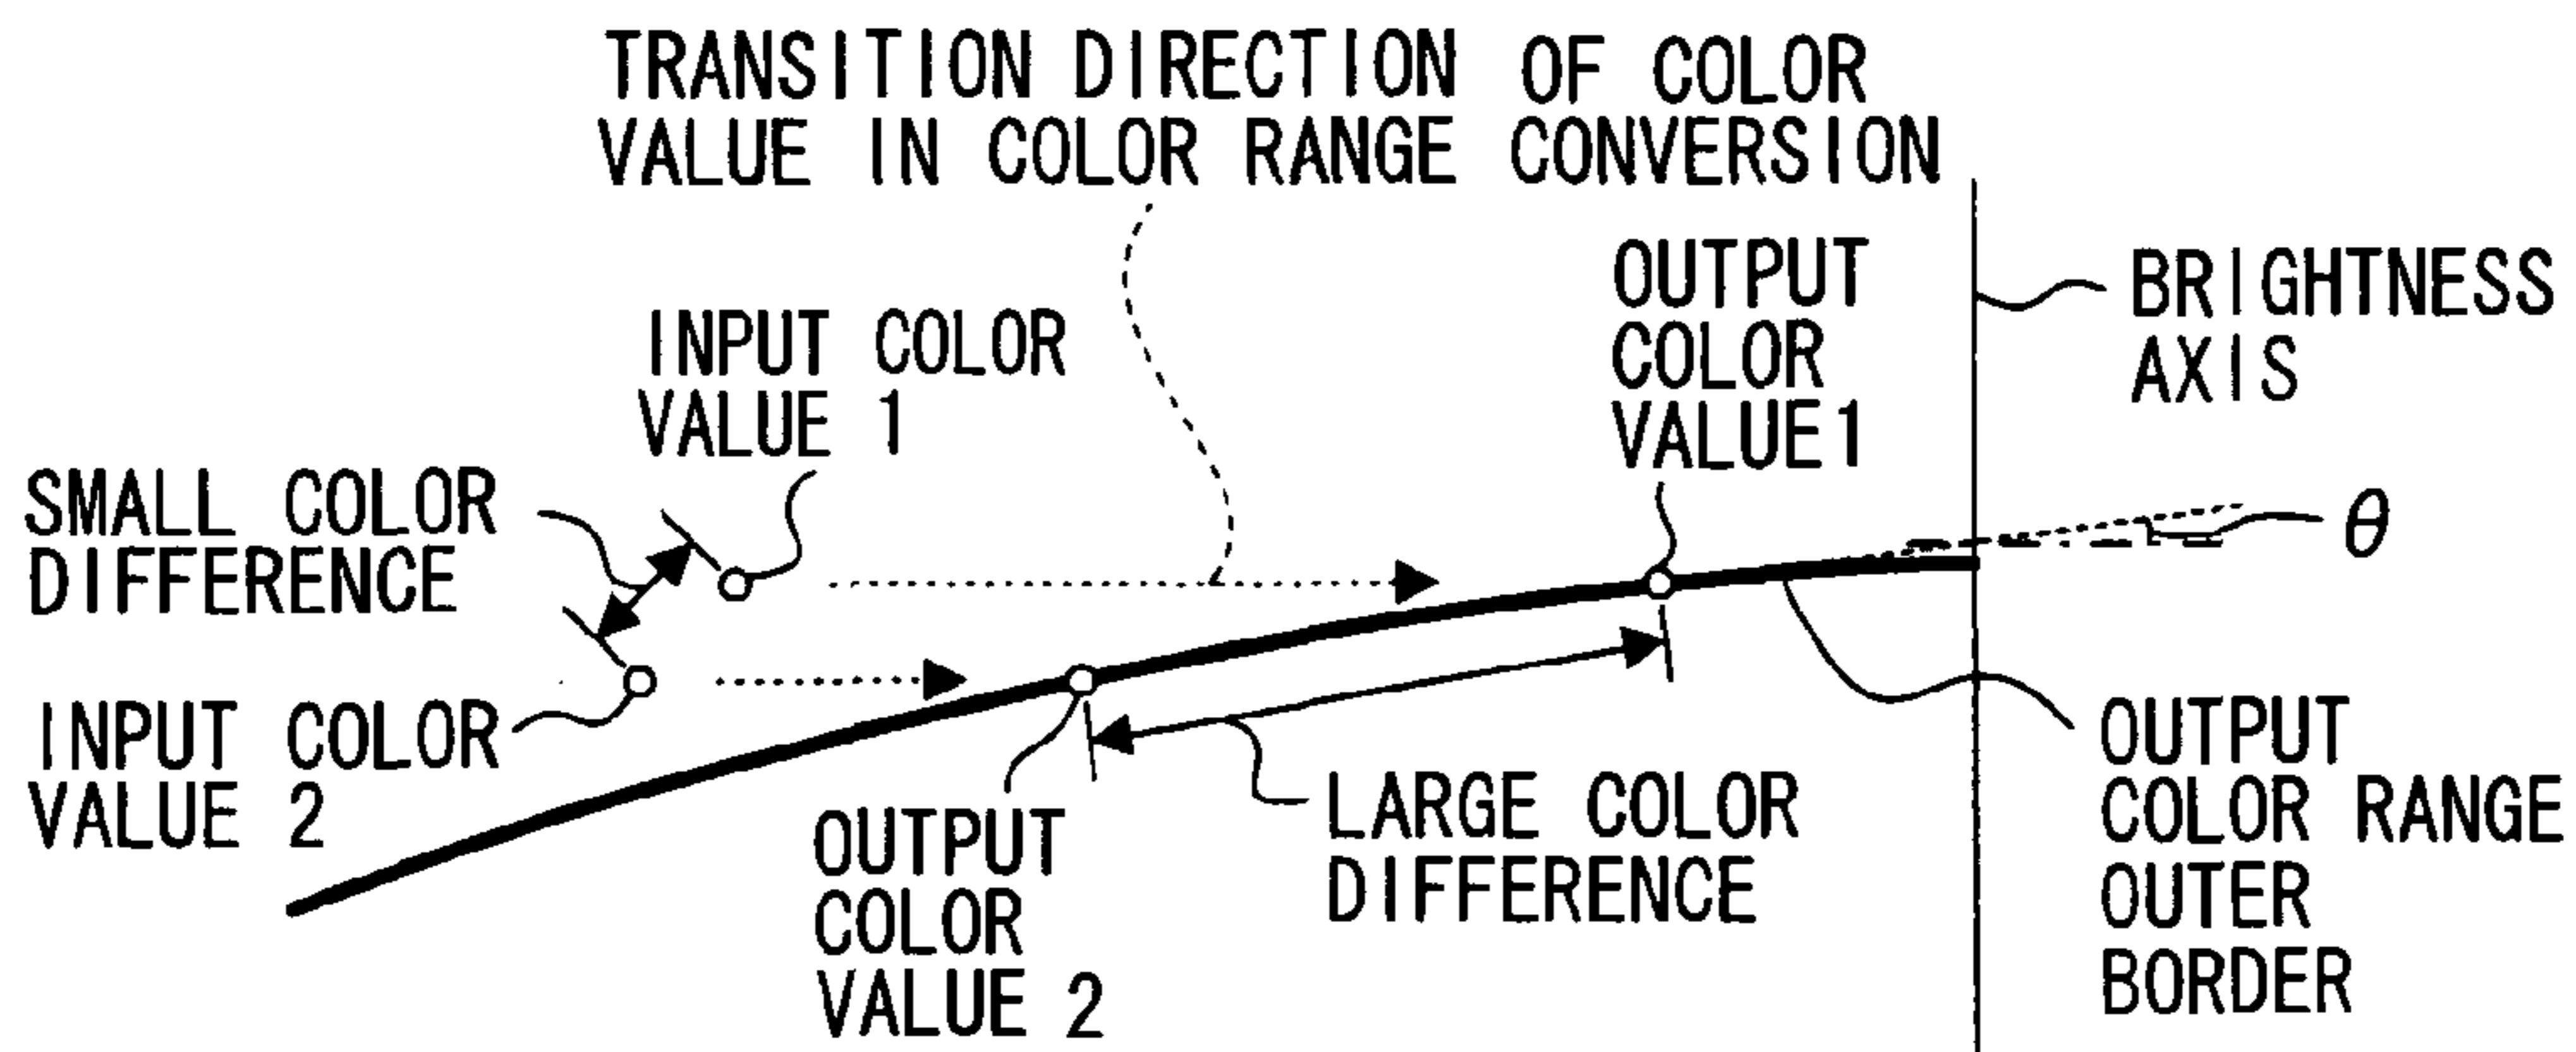 TRANSITION DIRECTION OF COLOR
VALUE IN COLOR RANGE CONVERSION
OUTPUT
COLOR
VALUE1
BRIGHTNESS
AXIS
INPUT COLOR
VALUE 1
SMALL COLOR
DIFFERENCE
θ
INPUT COLOR
VALUE 2
OUTPUT
COLOR RANGE
OUTER
BORDER
LARGE COLOR
DIFFERENCE
OUTPUT
COLOR
VALUE 2